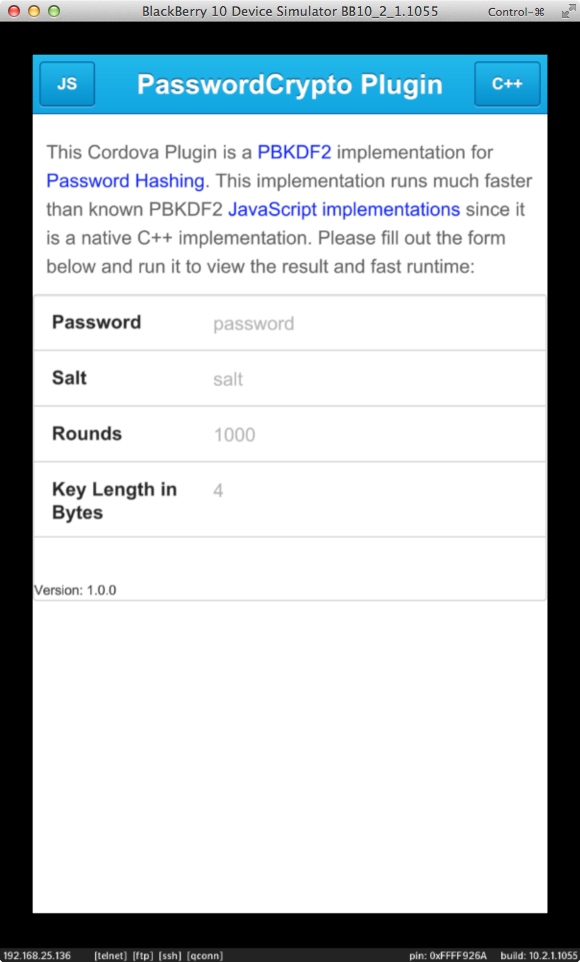 BlackBerry 10 Device Simulator BB10_2_1.1055 Control-⌘
JS PasswordCrypto Plugin C++
This Cordova Plugin is a PBKDF2 implementation for
Password Hashing. This implementation runs much faster
than known PBKDF2 JavaScript implementations since it
is a native C++ implementation. Please fill out the form
below and run it to view the result and fast runtime:
Password password
Salt salt
Rounds 1000
Key Length in 4
Bytes
Version: 1.0.0
192.168.25.136 [telnet] [ftp] [ssh] [qconn] pin: 0xFFFF926A build: 10.2.1.1055